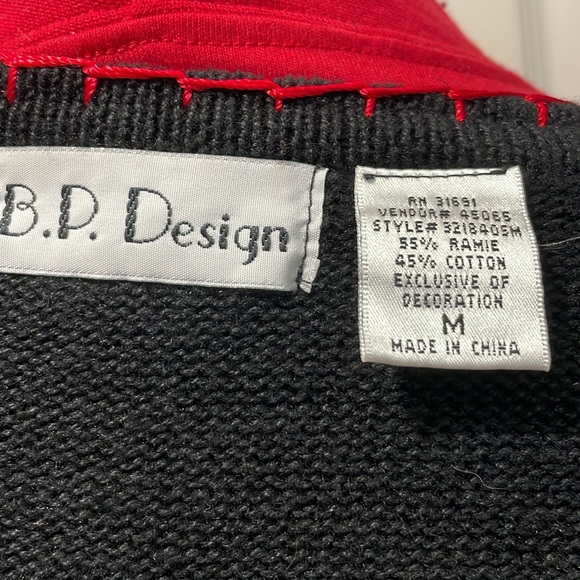 B.P. Design
RN 31691
VENDOR# 45065
STYLE# 3218405M
55% RAMIE
45% COTTON
EXCLUSIVE OF
DECORATION
M
MADE IN CHINA